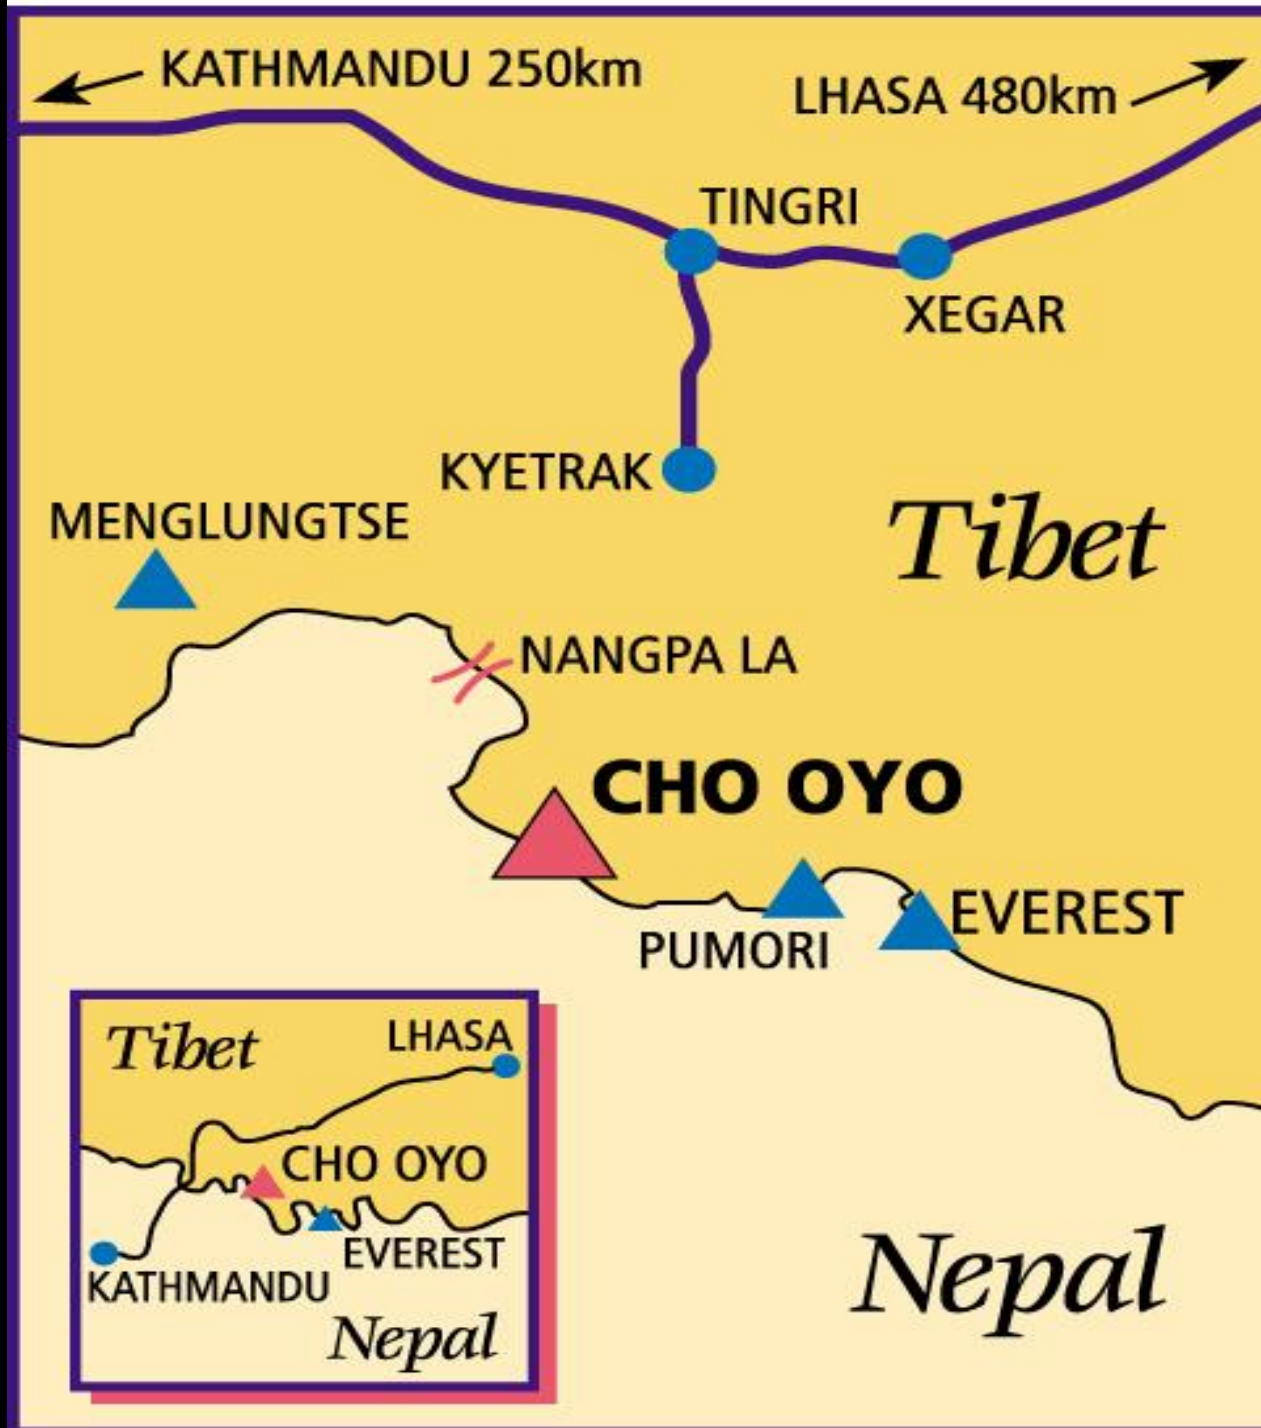 KATHMANDU 250km
LHASA 480km
TINGRI
XEGAR
KYETRAK
MENGLUNGTSE
Tibet
NANGPA LA
CHO OYO
EVEREST
PUMORI
Tibet
LHASA
CHO OYO
EVEREST
KATHMANDU
Nepal
Nepal